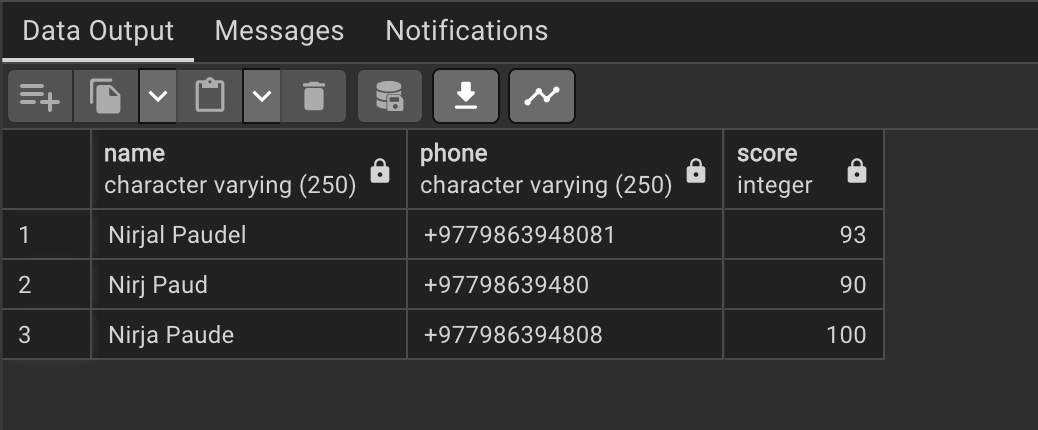 Data Output Messages Notifications
name phone score
character varying (250) character varying (250) integer
1 Nirjal Paudel +9779863948081 93
2 Nirj Paud +97798639480 90
3 Nirja Paude +977986394808 100